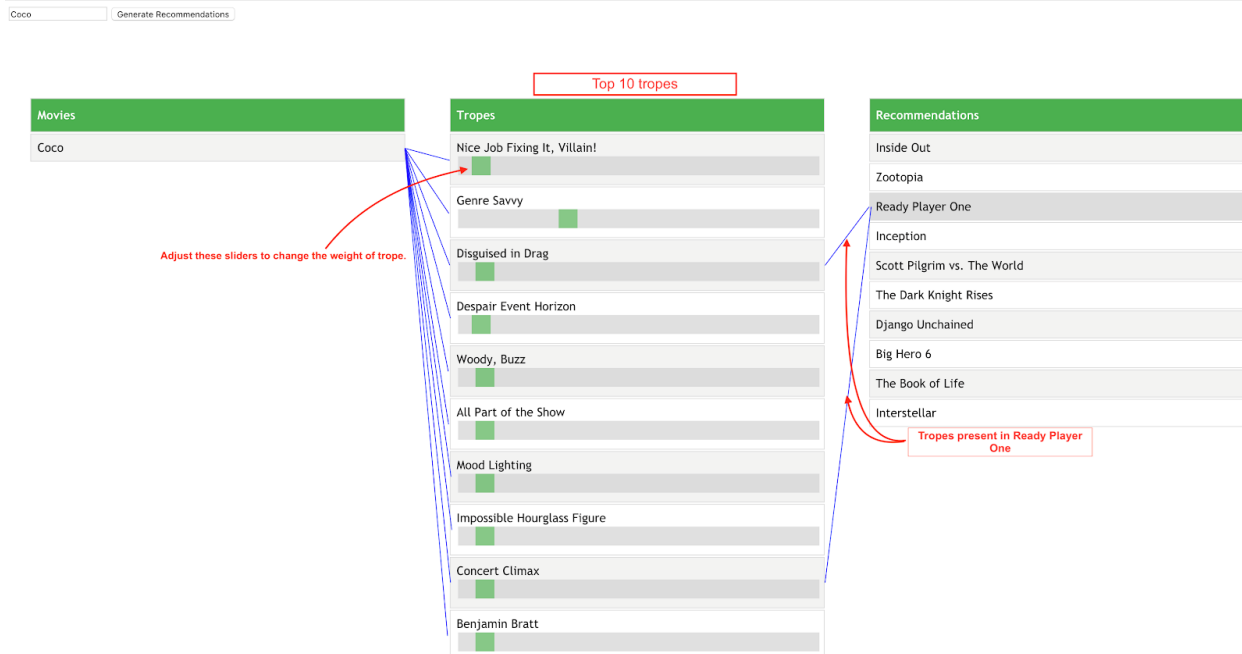 Coco
Generate Recommendations
Top 10 tropes
Movies
Coco
Tropes
Nice Job Fixing It, Villain!
Genre Savvy
Disguised in Drag
Despair Event Horizon
Woody, Buzz
All Part of the Show
Mood Lighting
Impossible Hourglass Figure
Concert Climax
Benjamin Bratt
Adjust these sliders to change the weight of trope.
Recommendations
Inside Out
Zootopia
Ready Player One
Inception
Scott Pilgrim vs. The World
The Dark Knight Rises
Django Unchained
Big Hero 6
The Book of Life
Interstellar
Tropes present in Ready Player
One